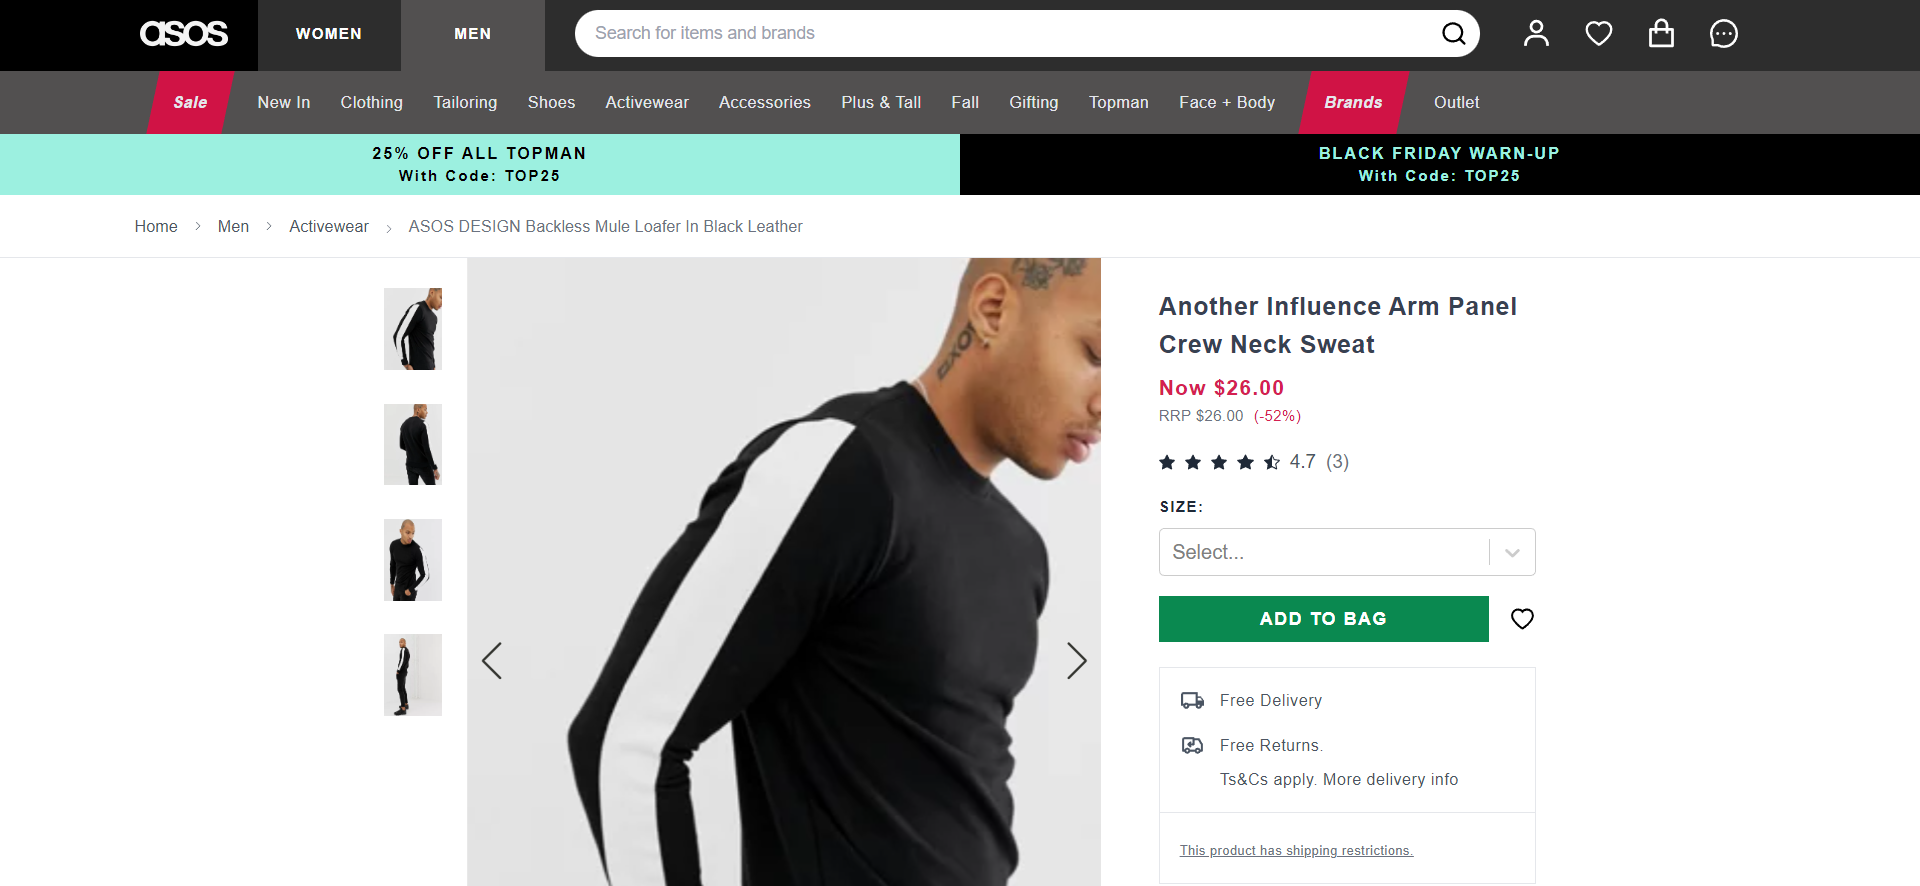 asos
WOMEN
MEN
Search for items and brands
Sale
New In
Clothing
Tailoring
Shoes
Activewear
Accessories
Plus & Tall
Fall
Gifting
Topman
Face + Body
Brands
Outlet
25% OFF ALL TOPMAN
With Code: TOP25
BLACK FRIDAY WARN-UP
With Code: TOP25
Home > Men > Activewear > ASOS DESIGN Backless Mule Loafer In Black Leather
Another Influence Arm Panel
Crew Neck Sweat
Now $26.00
RRP $26.00 (-52%)
4.7 (3)
SIZE:
Select...
ADD TO BAG
Free Delivery
Free Returns.
Ts&Cs apply. More delivery info
This product has shipping restrictions.